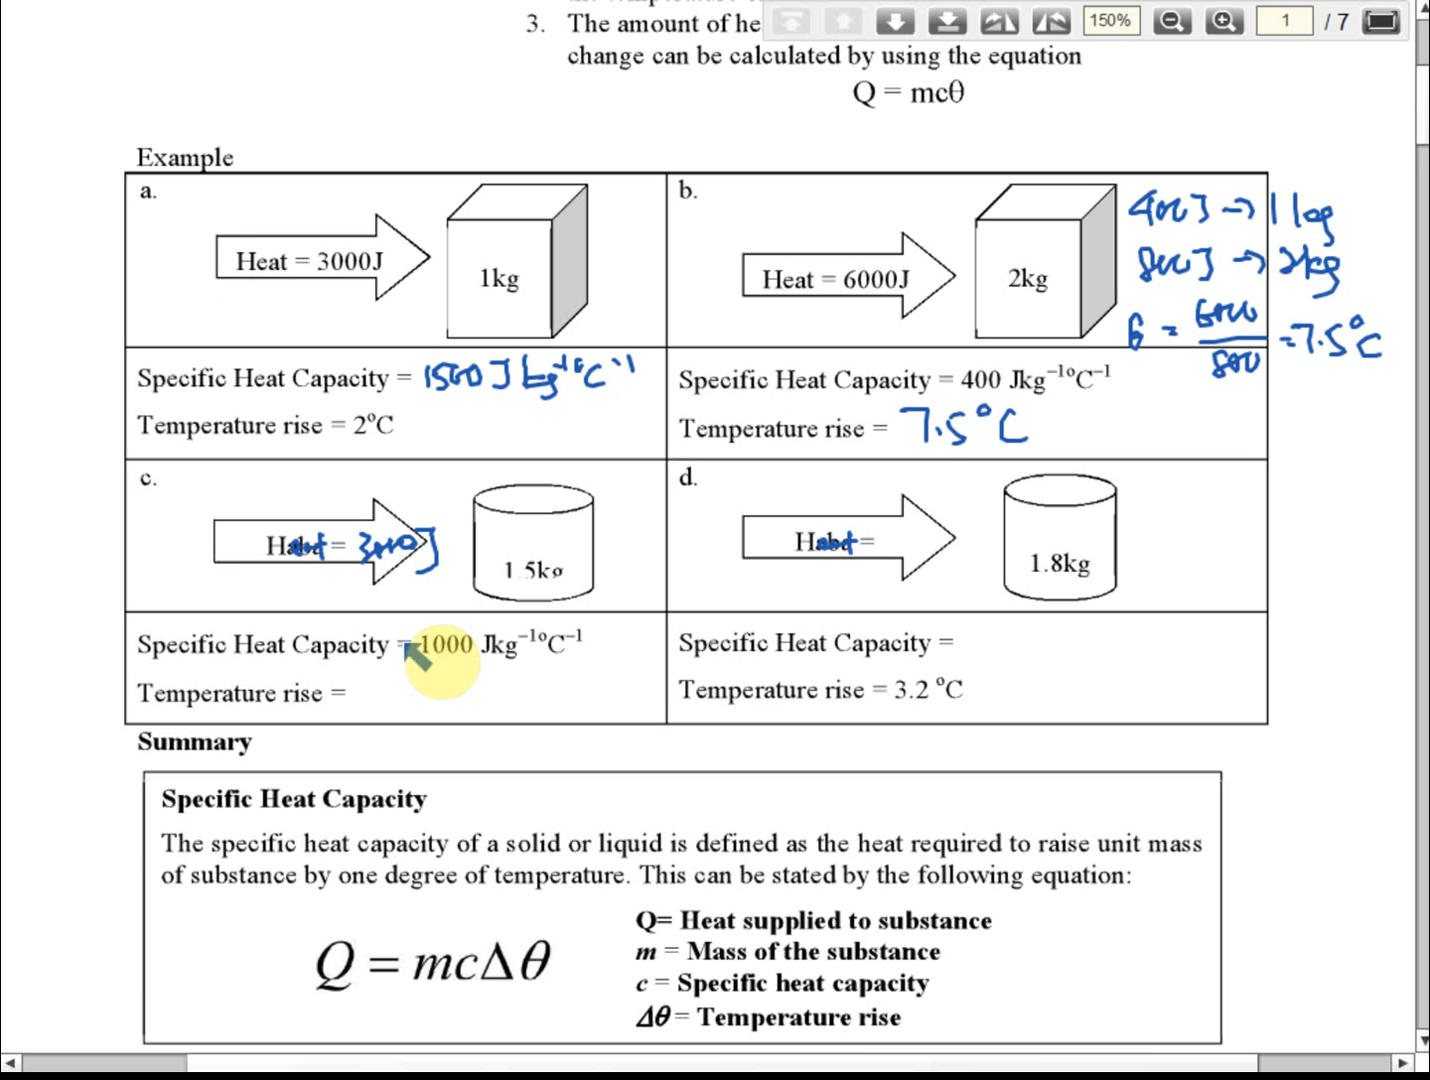 3. The amount of he
150%
1 / 7
change can be calculated by using the equation
Q = mcθ
Example
a.
Heat = 3000J
1kg
b.
Heat = 6000J
2kg
400J → 1kg
800J → 2kg
θ = 6000/800 = 7.5°C
Specific Heat Capacity = 1500 J kg⁻¹°C⁻¹
Temperature rise = 2°C
Specific Heat Capacity = 400 Jkg⁻¹°C⁻¹
Temperature rise = 7.5°C
c.
= 3000J
d.
=
1.8kg
Specific Heat Capacity = 1000 Jkg⁻¹°C⁻¹
Temperature rise =
Specific Heat Capacity =
Temperature rise = 3.2 °C
Summary
Specific Heat Capacity
The specific heat capacity of a solid or liquid is defined as the heat required to raise unit mass
of substance by one degree of temperature. This can be stated by the following equation:
Q = mcΔθ
Q= Heat supplied to substance
m = Mass of the substance
c = Specific heat capacity
Δθ = Temperature rise